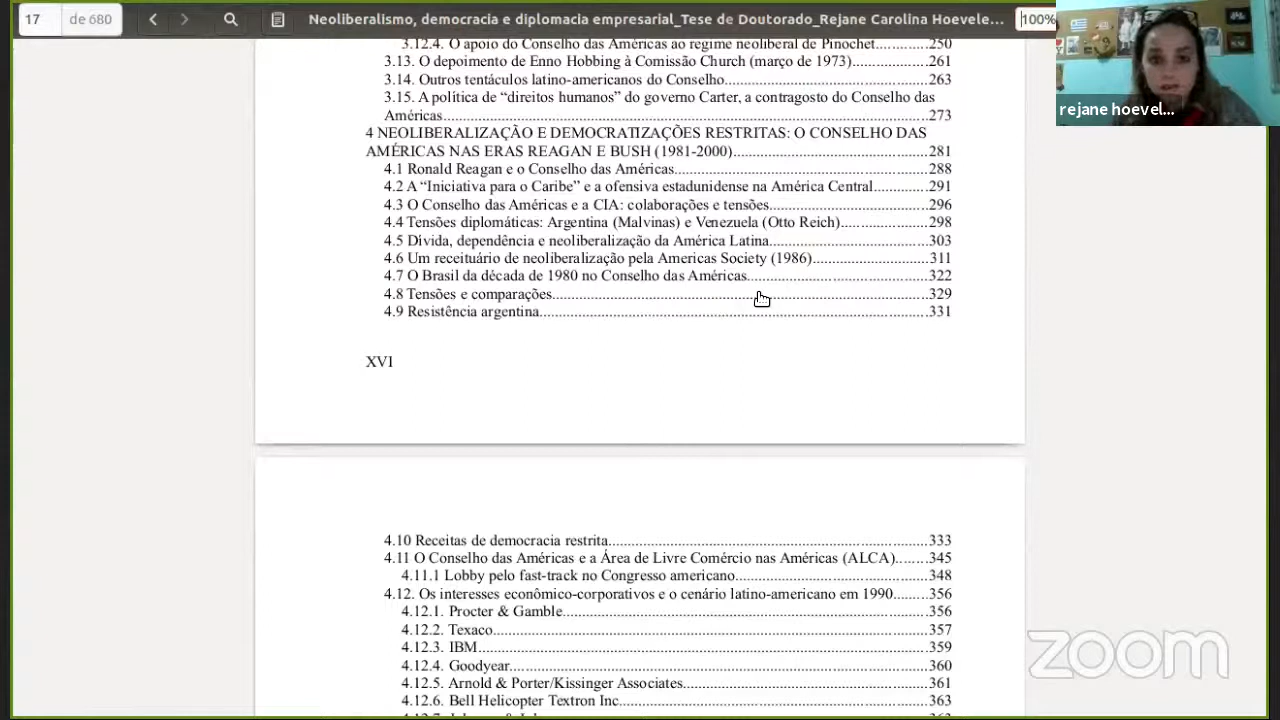 17
de 680
Neoliberalismo, democracia e diplomacia empresarial_Tese de Doutorado_Rejane Carolina Hoevele...
100%
3.12.4. O apoio do Conselho das Américas ao regime neoliberal de Pinochet..............250
3.13. O depoimento de Enno Hobbing à Comissão Church (março de 1973)....................261
3.14. Outros tentáculos latino-americanos do Conselho...................................................263
3.15. A política de “direitos humanos” do governo Carter, a contragosto do Conselho das
Américas.........................................................................................................................273
4 NEOLIBERALIZAÇÃO E DEMOCRATIZAÇÕES RESTRITAS: O CONSELHO DAS
AMÉRICAS NAS ERAS REAGAN E BUSH (1981-2000)..................................................281
4.1 Ronald Reagan e o Conselho das Américas...............................................................288
4.2 A “Iniciativa para o Caribe” e a ofensiva estadunidense na América Central..............291
4.3 O Conselho das Américas e a CIA: colaborações e tensões........................................296
4.4 Tensões diplomáticas: Argentina (Malvinas) e Venezuela (Otto Reich)......................298
4.5 Dívida, dependência e neoliberalização da América Latina........................................303
4.6 Um receituário de neoliberalização pela Americas Society (1986).............................311
4.7 O Brasil da década de 1980 no Conselho das Américas..............................................322
4.8 Tensões e comparações..............................................................................................329
4.9 Resistência argentina..................................................................................................331
XVI
4.10 Receitas de democracia restrita.................................................................................333
4.11 O Conselho das Américas e a Área de Livre Comércio nas Américas (ALCA)........345
4.11.1 Lobby pelo fast-track no Congresso americano.................................................348
4.12. Os interesses econômico-corporativos e o cenário latino-americano em 1990.........356
4.12.1. Procter & Gamble.............................................................................................356
4.12.2. Texaco..............................................................................................................357
4.12.3. IBM..................................................................................................................359
4.12.4. Goodyear..........................................................................................................360
4.12.5. Arnold & Porter/Kissinger Associates..............................................................361
4.12.6. Bell Helicopter Textron Inc..............................................................................363
rejane hoevel...
zoom